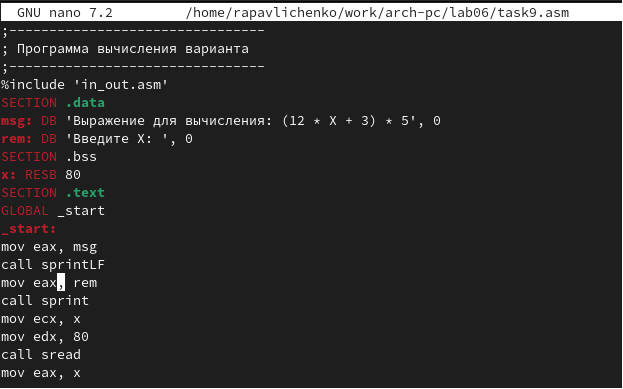 GNU nano 7.2 /home/rapavlichenko/work/arch-pc/lab06/task9.asm
;--------------------------------
; Программа вычисления варианта
;--------------------------------
%include 'in_out.asm'
SECTION .data
msg: DB 'Выражение для вычисления: (12 * X + 3) * 5', 0
rem: DB 'Введите X: ', 0
SECTION .bss
x: RESB 80
SECTION .text
GLOBAL _start
_start:
mov eax, msg
call sprintLF
mov eax, rem
call sprint
mov ecx, x
mov edx, 80
call sread
mov eax, x